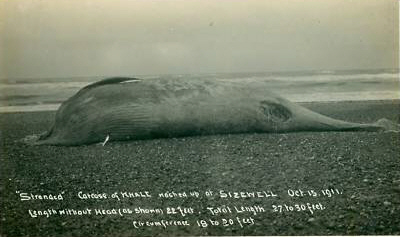 "Stranded" Carcase of WHALE washed up at SIZEWELL Oct. 15. 1911.
Length without Head (as shown) 22 feet. Total Length 27 to 30 feet.
Circumference 18 to 20 feet